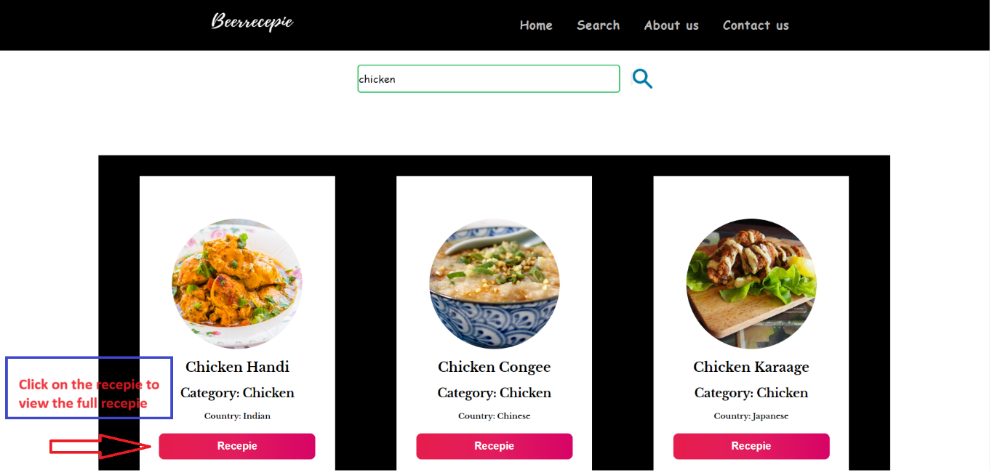 Beerrecepie
Home Search About us Contact us
chicken
Chicken Handi
Category: Chicken
Country: Indian
Recepie
Chicken Congee
Category: Chicken
Country: Chinese
Recepie
Chicken Karaage
Category: Chicken
Country: Japanese
Recepie
Click on the recepie to
view the full recepie